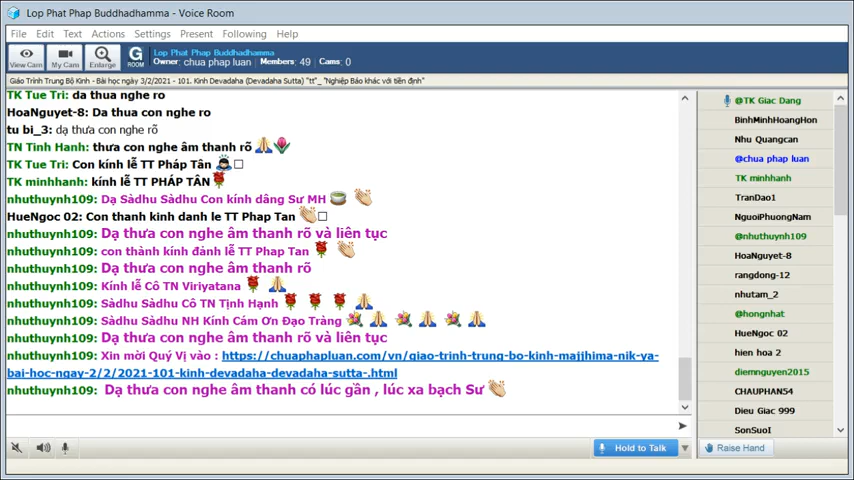 Lop Phat Phap Buddhadhamma - Voice Room
File Edit Text Actions Settings Present Following Help
View Cam
My Cam
Enlarge
G
ROOM
Lop Phat Phap Buddhadhamma
Owner: chua phap luan Members: 49 Cams: 0
Giáo Trình Trung Bộ Kinh - Bài học ngày 3/2/2021 - 101. Kinh Devadaha (Devadaha Sutta) "tt"_ "Nghiệp Báo khác với tiền định"
TK Tue Tri: da thua nghe ro
HoaNguyet-8: Da thua con nghe ro
tu bi_3: dạ thưa con nghe rõ
TN Tinh Hanh: thưa con nghe âm thanh rõ 🙏🌷
TK Tue Tri: Con kính lễ TT Pháp Tân
TK minhhanh: kính lễ TT PHÁP TÂN🌹
nhuthuynh109: Dạ Sàdhu Sàdhu Con kính dâng Sư MH 🍵 👏
HueNgoc 02: Con thanh kinh danh le TT Phap Tan 👏
nhuthuynh109: Dạ thưa con nghe âm thanh rõ và liên tục
nhuthuynh109: con thành kính đảnh lễ TT Phap Tan 🌹 👏
nhuthuynh109: Dạ thưa con nghe âm thanh rõ
nhuthuynh109: Kính lễ Cô TN Viriyatana 🌹 🙏
nhuthuynh109: Sàdhu Sàdhu Cô TN Tịnh Hạnh 🌹 🌹 🌹 🙏
nhuthuynh109: Sàdhu Sàdhu NH Kính Cám Ơn Đạo Tràng 💐 🙏 💐 🙏 💐 🙏
nhuthuynh109: Dạ thưa con nghe âm thanh rõ và liên tục
nhuthuynh109: Xin mời Quý Vị vào : https://chuaphapluan.com/vn/giao-trinh-trung-bo-kinh-majjhima-nik-ya-
bai-hoc-ngay-2/2/2021-101-kinh-devadaha-devadaha-sutta-.html
nhuthuynh109: Dạ thưa con nghe âm thanh có lúc gần , lúc xa bạch Sư 👏
@TK Giac Dang
BinhMinhHoangHon
Nhu Quangcan
@chua phap luan
TK minhhanh
TranDao1
NguoiPhuongNam
@nhuthuynh109
HoaNguyet-8
rangdong-12
nhutam_2
@hongnhat
HueNgoc 02
hien hoa 2
diemnguyen2015
CHAUPHAN54
Dieu Giac 999
SonSuoI
Hold to Talk
Raise Hand